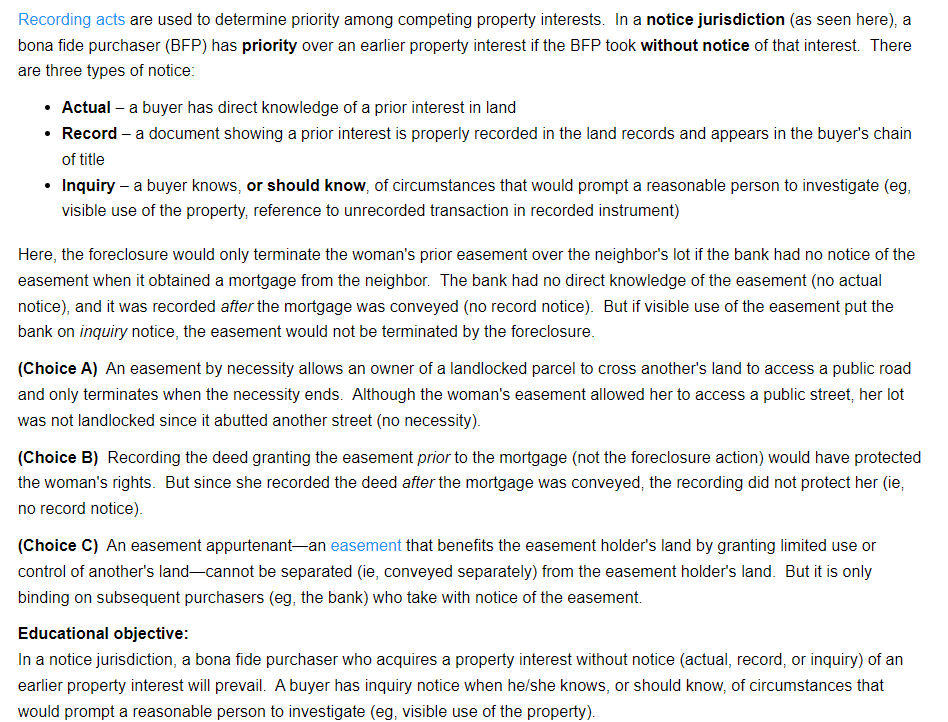 Recording acts are used to determine priority among competing property interests.  In a notice jurisdiction (as seen here), a
bona fide purchaser (BFP) has priority over an earlier property interest if the BFP took without notice of that interest.  There
are three types of notice:
• Actual – a buyer has direct knowledge of a prior interest in land
• Record – a document showing a prior interest is properly recorded in the land records and appears in the buyer's chain
of title
• Inquiry – a buyer knows, or should know, of circumstances that would prompt a reasonable person to investigate (eg,
visible use of the property, reference to unrecorded transaction in recorded instrument)
Here, the foreclosure would only terminate the woman's prior easement over the neighbor's lot if the bank had no notice of the
easement when it obtained a mortgage from the neighbor.  The bank had no direct knowledge of the easement (no actual
notice), and it was recorded after the mortgage was conveyed (no record notice).  But if visible use of the easement put the
bank on inquiry notice, the easement would not be terminated by the foreclosure.
(Choice A)  An easement by necessity allows an owner of a landlocked parcel to cross another's land to access a public road
and only terminates when the necessity ends.  Although the woman's easement allowed her to access a public street, her lot
was not landlocked since it abutted another street (no necessity).
(Choice B)  Recording the deed granting the easement prior to the mortgage (not the foreclosure action) would have protected
the woman's rights.  But since she recorded the deed after the mortgage was conveyed, the recording did not protect her (ie,
no record notice).
(Choice C)  An easement appurtenant—an easement that benefits the easement holder's land by granting limited use or
control of another's land—cannot be separated (ie, conveyed separately) from the easement holder's land.  But it is only
binding on subsequent purchasers (eg, the bank) who take with notice of the easement.
Educational objective:
In a notice jurisdiction, a bona fide purchaser who acquires a property interest without notice (actual, record, or inquiry) of an
earlier property interest will prevail.  A buyer has inquiry notice when he/she knows, or should know, of circumstances that
would prompt a reasonable person to investigate (eg, visible use of the property).